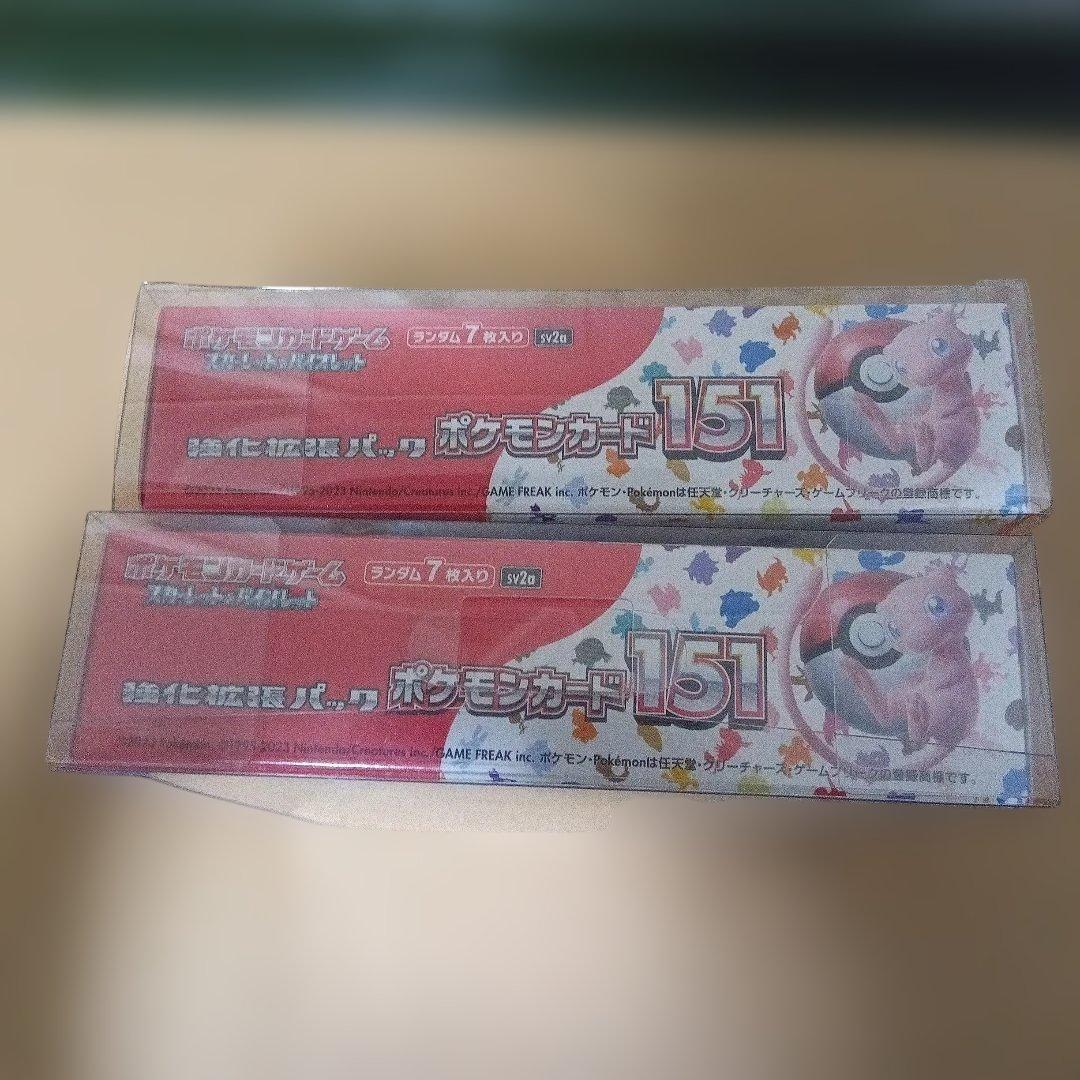 ポケモンカードゲーム
スカーレット&バイオレット
ランダム7枚入り
sv2a
強化拡張パック
ポケモンカード151
1995-2023 Nintendo/Creatures inc./GAME FREAK inc. ポケモン・Pokémonは任天堂・クリーチャーズ・ゲームフリークの登録商標です。
ポケモンカードゲーム
スカーレット&バイオレット
ランダム7枚入り
sv2a
強化拡張パック
ポケモンカード151
©2023 Pokémon. ©1995-2023 Nintendo/Creatures inc./GAME FREAK inc. ポケモン・Pokémonは任天堂・クリーチャーズ・ゲームフリークの登録商標です。